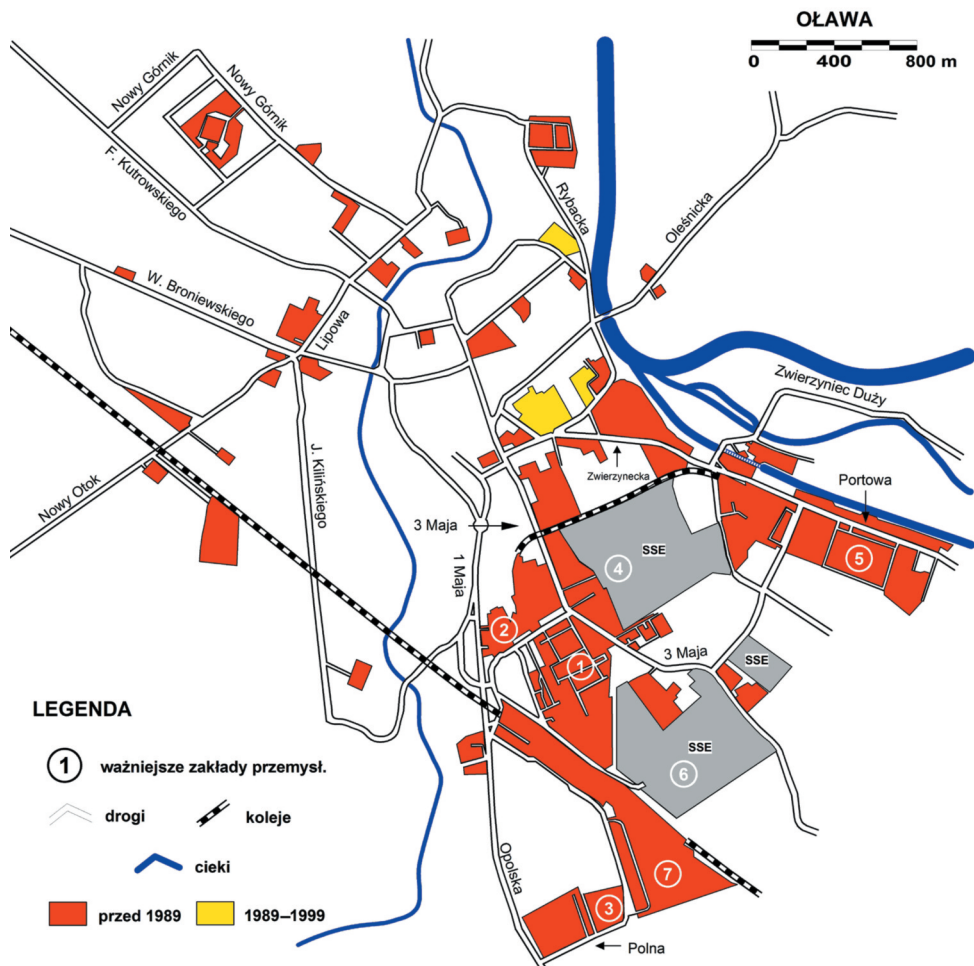 OŁAWA
0 400 800 m
Nowy Górnik
Nowy Górnik
F. Kutrowskiego
Rybacka
Oleśnicka
W. Broniewskiego
Lipowa
Zwierzyniec Duży
J. Kilińskiego
Nowy Otok
Zwierzynecka
Portowa
3 Maja
SSE
4
5
1 Maja
2
1
3 Maja
SSE
SSE
6
7
3
Opolska
Polna
LEGENDA
1 ważniejsze zakłady przemysł.
drogi koleje
cieki
przed 1989 1989–1999